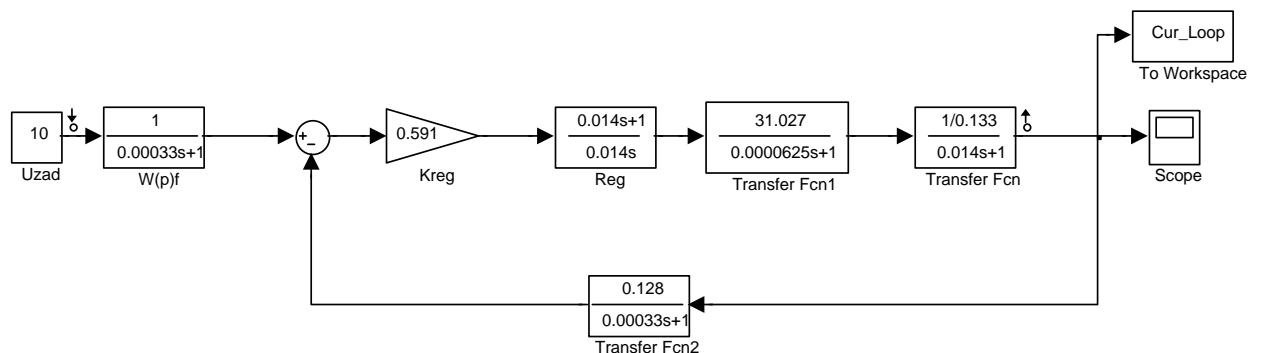 Cur_Loop
To Workspace
10
Uzad
1
0.00033s+1
W(p)f
+
−
0.591
Kreg
0.014s+1
0.014s
Reg
31.027
0.0000625s+1
Transfer Fcn1
1/0.133
0.014s+1
Transfer Fcn
Scope
0.128
0.00033s+1
Transfer Fcn2